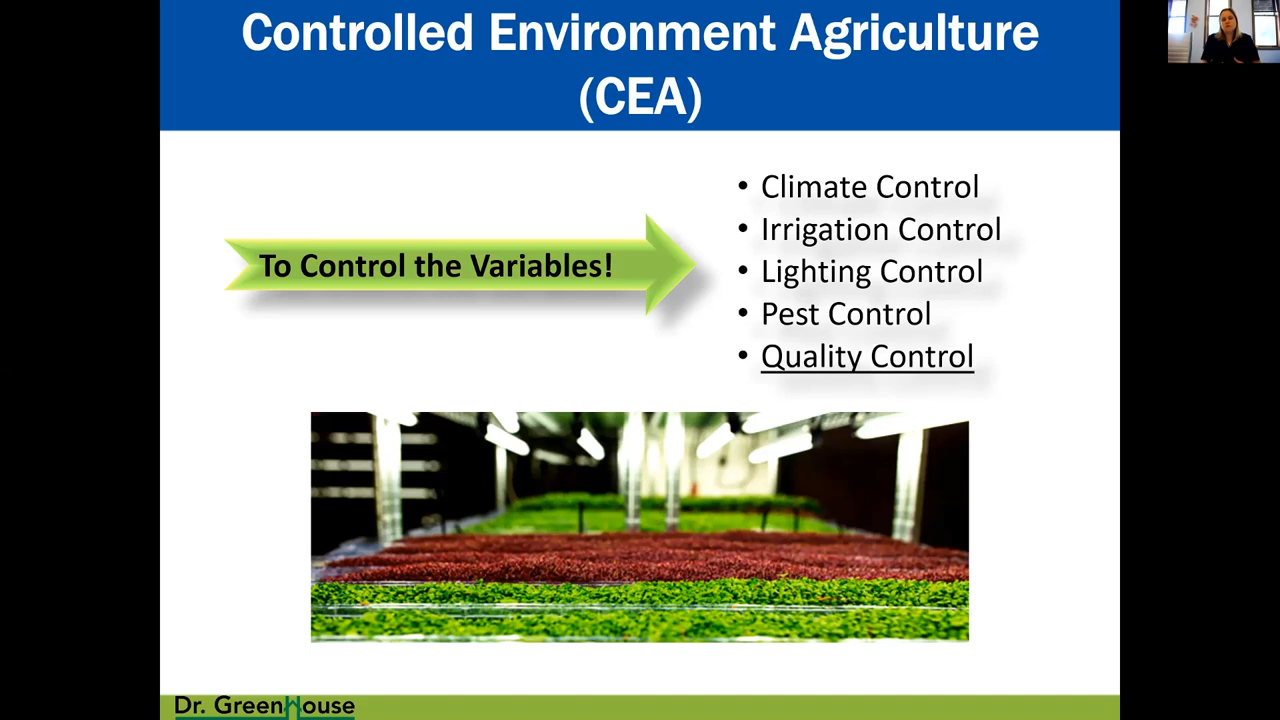 Controlled Environment Agriculture
(CEA)
To Control the Variables!
• Climate Control
• Irrigation Control
• Lighting Control
• Pest Control
• Quality Control
Dr. GreenHouse